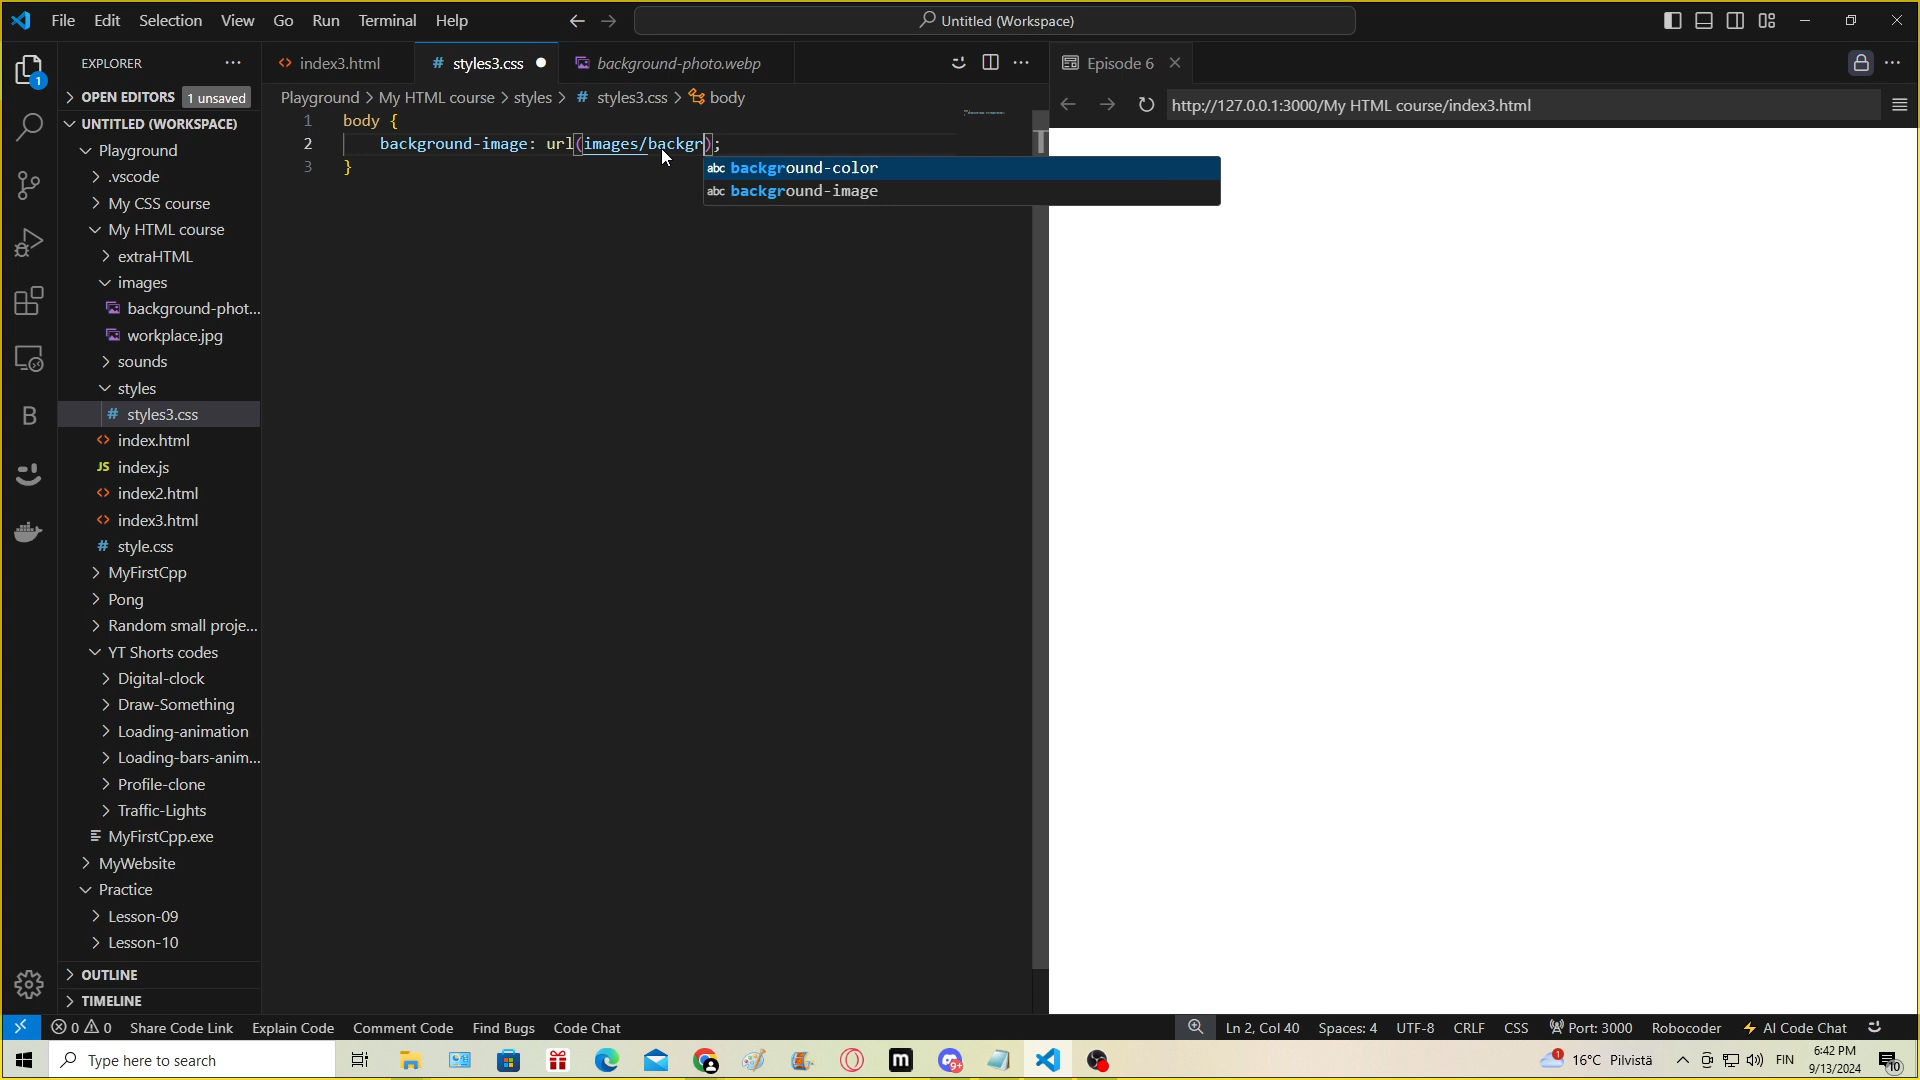 File Edit Selection View Go Run Terminal Help
Untitled (Workspace)
EXPLORER
index3.html
# styles3.css
background-photo.webp
Episode 6
OPEN EDITORS 1 unsaved
Playground > My HTML course > styles > # styles3.css > body
http://127.0.0.1:3000/My HTML course/index3.html
1 body {
2 background-image: url(images/backgr);
3 }
abc background-color
abc background-image
UNTITLED (WORKSPACE)
Playground
.vscode
My CSS course
My HTML course
extraHTML
images
background-phot...
workplace.jpg
sounds
styles
# styles3.css
index.html
JS index.js
index2.html
index3.html
# style.css
MyFirstCpp
Pong
Random small proje...
YT Shorts codes
Digital-clock
Draw-Something
Loading-animation
Loading-bars-anim...
Profile-clone
Traffic-Lights
MyFirstCpp.exe
MyWebsite
Practice
Lesson-09
Lesson-10
OUTLINE
TIMELINE
1
B
0 0 Share Code Link Explain Code Comment Code Find Bugs Code Chat
Ln 2, Col 40 Spaces: 4 UTF-8 CRLF CSS Port: 3000 Robocoder AI Code Chat
Type here to search
m
9+
1
16°C Pilvistä
FIN
6:42 PM
9/13/2024
10